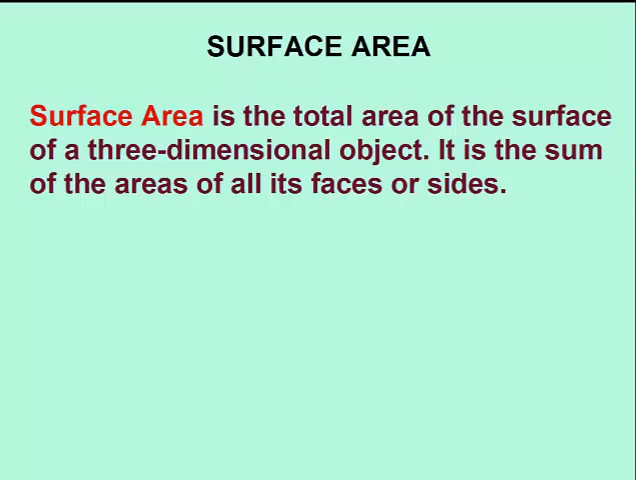 SURFACE AREA
Surface Area is the total area of the surface
of a three-dimensional object. It is the sum
of the areas of all its faces or sides.